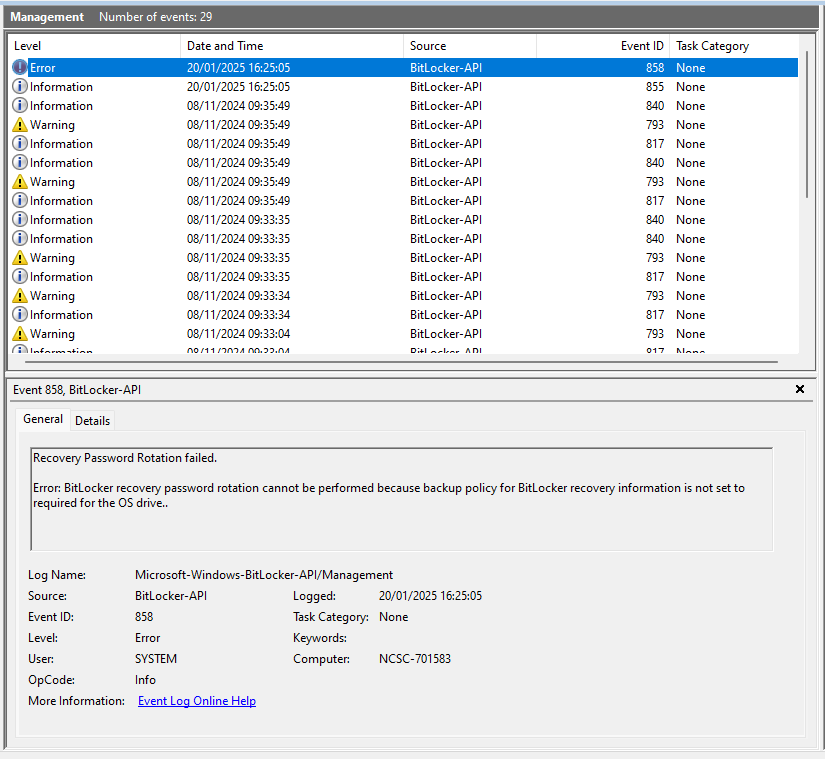 Management Number of events: 29
Level Date and Time Source Event ID Task Category
Error 20/01/2025 16:25:05 BitLocker-API 858 None
Information 20/01/2025 16:25:05 BitLocker-API 855 None
Information 08/11/2024 09:35:49 BitLocker-API 840 None
Warning 08/11/2024 09:35:49 BitLocker-API 793 None
Information 08/11/2024 09:35:49 BitLocker-API 817 None
Information 08/11/2024 09:35:49 BitLocker-API 840 None
Warning 08/11/2024 09:35:49 BitLocker-API 793 None
Information 08/11/2024 09:35:49 BitLocker-API 817 None
Information 08/11/2024 09:33:35 BitLocker-API 840 None
Information 08/11/2024 09:33:35 BitLocker-API 840 None
Warning 08/11/2024 09:33:35 BitLocker-API 793 None
Information 08/11/2024 09:33:35 BitLocker-API 817 None
Warning 08/11/2024 09:33:34 BitLocker-API 793 None
Information 08/11/2024 09:33:34 BitLocker-API 817 None
Warning 08/11/2024 09:33:04 BitLocker-API 793 None
Information 08/11/2024 09:33:04 BitLocker-API 817 None
Event 858, BitLocker-API
General Details
Recovery Password Rotation failed.
Error: BitLocker recovery password rotation cannot be performed because backup policy for BitLocker recovery information is not set to
required for the OS drive..
Log Name: Microsoft-Windows-BitLocker-API/Management
Source: BitLocker-API Logged: 20/01/2025 16:25:05
Event ID: 858 Task Category: None
Level: Error Keywords:
User: SYSTEM Computer: NCSC-701583
OpCode: Info
More Information: Event Log Online Help